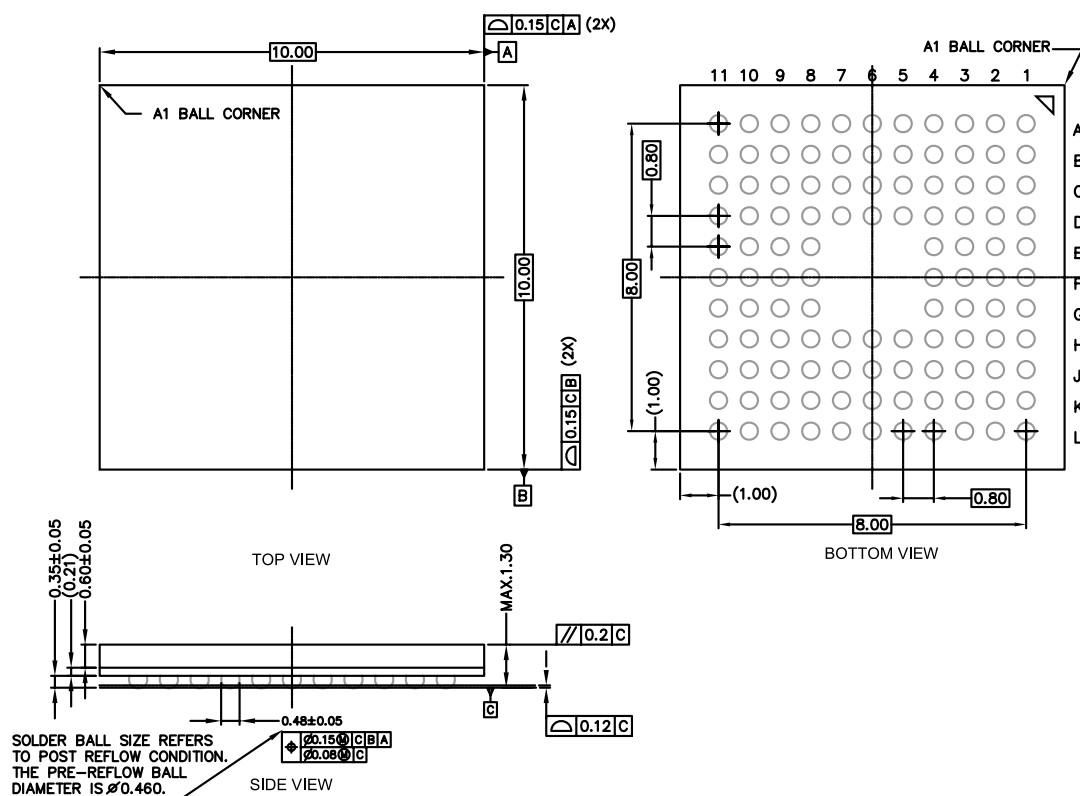 0.15 C A (2X)
10.00
A
A1 BALL CORNER
10.00
0.15 C B (2X)
B
TOP VIEW
A1 BALL CORNER
11 10 9 8 7 6 5 4 3 2 1
A
B
C
D
E
F
G
H
J
K
L
0.80
8.00
(1.00)
(1.00)
0.80
8.00
BOTTOM VIEW
0.35±0.05
(0.21)
0.60±0.05
MAX.1.30
// 0.2 C
C
0.12 C
0.48±0.05
⌖ Ø0.15Ⓜ C B A
Ø0.08Ⓜ C
SOLDER BALL SIZE REFERS
TO POST REFLOW CONDITION.
THE PRE-REFLOW BALL
DIAMETER IS Ø0.460.
SIDE VIEW